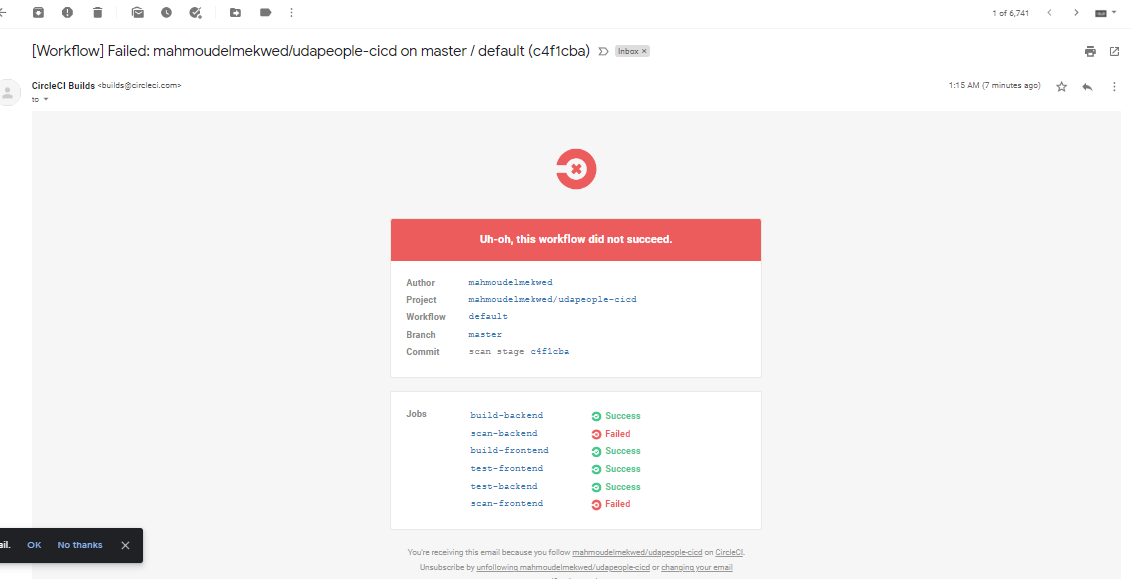 1 of 6,741
[Workflow] Failed: mahmoudelmekwed/udapeople-cicd on master / default (c4f1cba)
Inbox ×
CircleCI Builds <builds@circleci.com>
1:15 AM (7 minutes ago)
to
Uh-oh, this workflow did not succeed.
Author mahmoudelmekwed
Project mahmoudelmekwed/udapeople-cicd
Workflow default
Branch master
Commit scan stage c4f1cba
Jobs build-backend Success
scan-backend Failed
build-frontend Success
test-frontend Success
test-backend Success
scan-frontend Failed
ail. OK No thanks
You're receiving this email because you follow mahmoudelmekwed/udapeople-cicd on CircleCI.
Unsubscribe by unfollowing mahmoudelmekwed/udapeople-cicd or changing your email